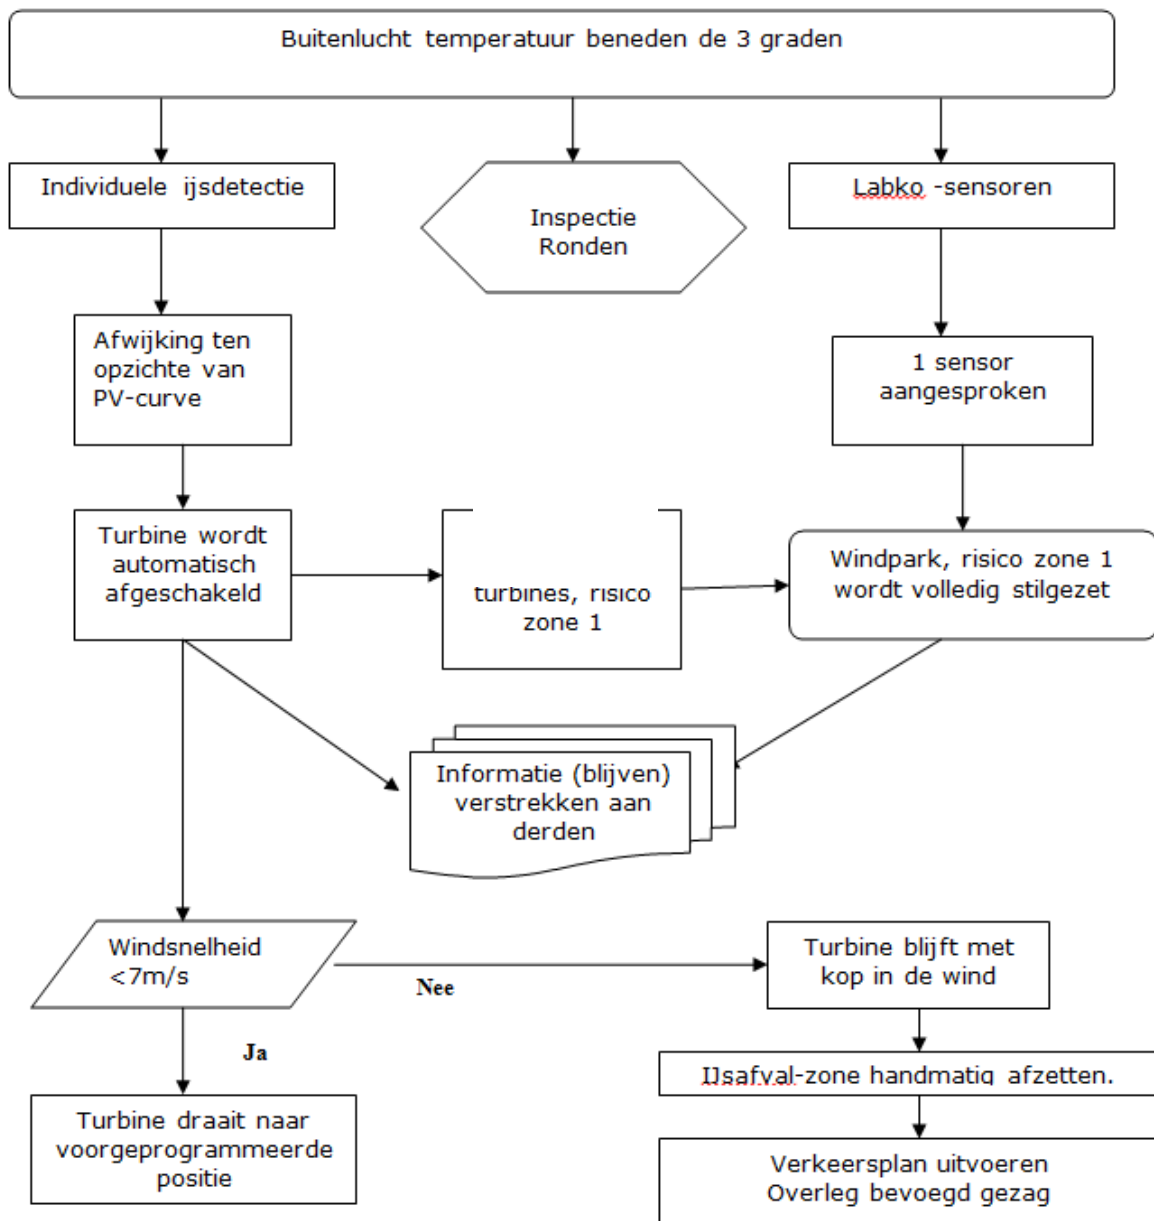 Buitenlucht temperatuur beneden de 3 graden
Individuele ijsdetectie
Inspectie
Ronden
Labko -sensoren
Afwijking ten
opzichte van
PV-curve
1 sensor
aangesproken
Turbine wordt
automatisch
afgeschakeld
turbines, risico
zone 1
Windpark, risico zone 1
wordt volledig stilgezet
Informatie (blijven)
verstrekken aan
derden
Windsnelheid
<7m/s
Nee
Turbine blijft met
kop in de wind
Ja
IJsafval-zone handmatig afzetten.
Turbine draait naar
voorgeprogrammeerde
positie
Verkeersplan uitvoeren
Overleg bevoegd gezag